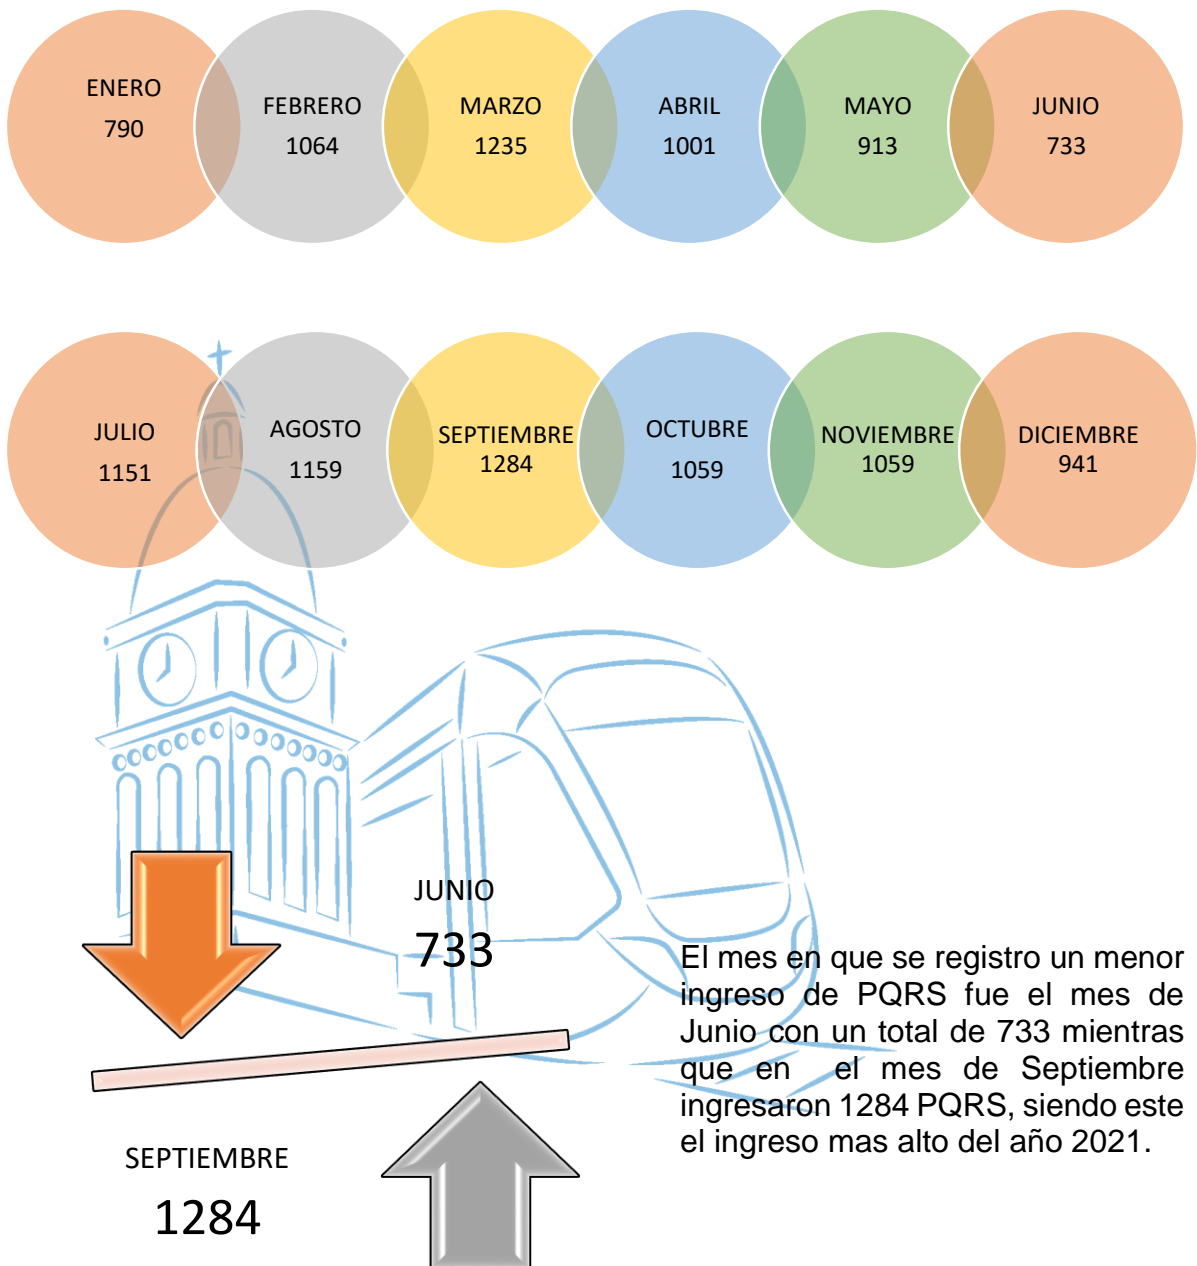 ENERO
790
FEBRERO
1064
MARZO
1235
ABRIL
1001
MAYO
913
JUNIO
733
JULIO
1151
AGOSTO
1159
SEPTIEMBRE
1284
OCTUBRE
1059
NOVIEMBRE
1059
DICIEMBRE
941
JUNIO
733
SEPTIEMBRE
1284
El mes en que se registro un menor
ingreso de PQRS fue el mes de
Junio con un total de 733 mientras
que en el mes de Septiembre
ingresaron 1284 PQRS, siendo este
el ingreso mas alto del año 2021.